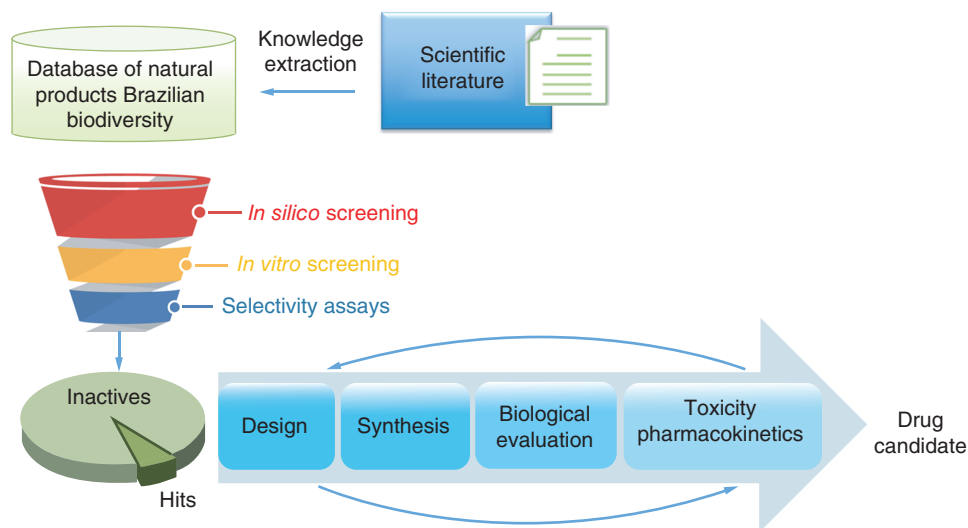 Database of natural
products Brazilian
biodiversity
Knowledge
extraction
Scientific
literature
In silico screening
In vitro screening
Selectivity assays
Inactives
Hits
Design
Synthesis
Biological
evaluation
Toxicity
pharmacokinetics
Drug
candidate